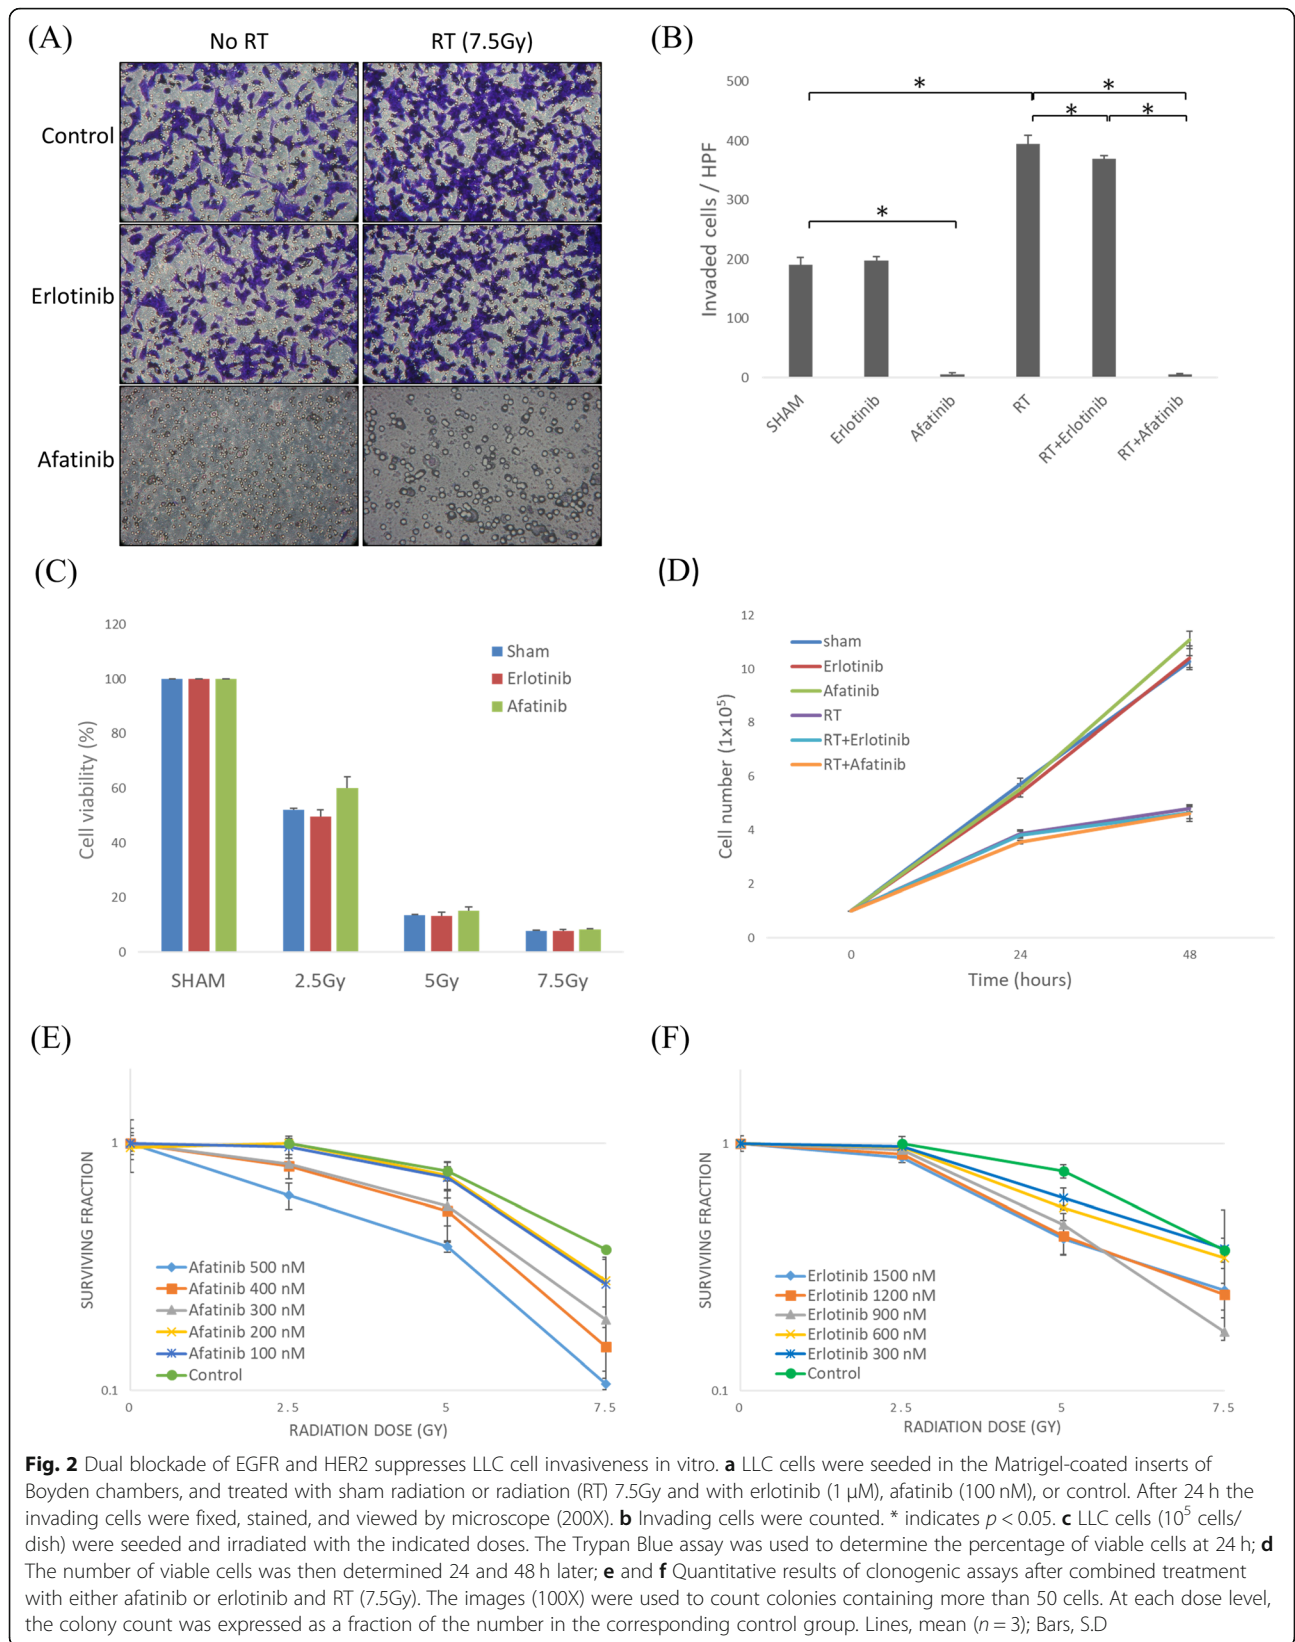 (A)
No RT
RT (7.5Gy)
Control
Erlotinib
Afatinib
(B)
Invaded cells / HPF
500
400
300
200
100
0
*
*
*
*
*
SHAM
Erlotinib
Afatinib
RT
RT+Erlotinib
RT+Afatinib
(C)
Cell viability (%)
120
100
80
60
40
20
0
Sham
Erlotinib
Afatinib
SHAM
2.5Gy
5Gy
7.5Gy
(D)
Cell number (1x10⁵)
12
10
8
6
4
2
0
sham
Erlotinib
Afatinib
RT
RT+Erlotinib
RT+Afatinib
0
24
48
Time (hours)
(E)
SURVIVING FRACTION
1
0.1
Afatinib 500 nM
Afatinib 400 nM
Afatinib 300 nM
Afatinib 200 nM
Afatinib 100 nM
Control
0
2.5
5
7.5
RADIATION DOSE (GY)
(F)
SURVIVING FRACTION
1
0.1
Erlotinib 1500 nM
Erlotinib 1200 nM
Erlotinib 900 nM
Erlotinib 600 nM
Erlotinib 300 nM
Control
0
2.5
5
7.5
RADIATION DOSE (GY)
Fig. 2 Dual blockade of EGFR and HER2 suppresses LLC cell invasiveness in vitro. a LLC cells were seeded in the Matrigel-coated inserts of
Boyden chambers, and treated with sham radiation or radiation (RT) 7.5Gy and with erlotinib (1 μM), afatinib (100 nM), or control. After 24 h the
invading cells were fixed, stained, and viewed by microscope (200X). b Invading cells were counted. * indicates p < 0.05. c LLC cells (10⁵ cells/
dish) were seeded and irradiated with the indicated doses. The Trypan Blue assay was used to determine the percentage of viable cells at 24 h; d
The number of viable cells was then determined 24 and 48 h later; e and f Quantitative results of clonogenic assays after combined treatment
with either afatinib or erlotinib and RT (7.5Gy). The images (100X) were used to count colonies containing more than 50 cells. At each dose level,
the colony count was expressed as a fraction of the number in the corresponding control group. Lines, mean (n = 3); Bars, S.D